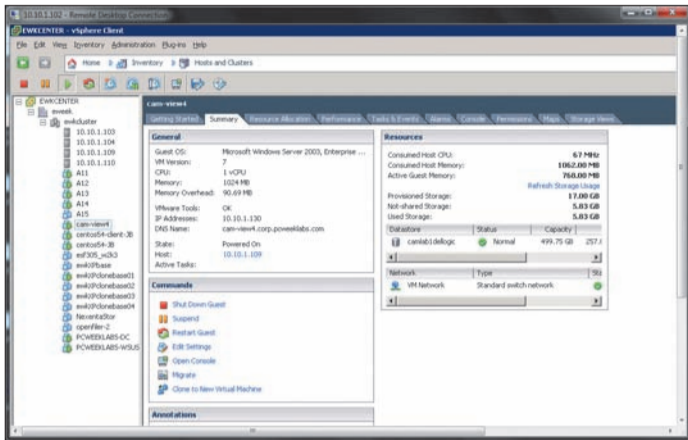 10.10.1.102 - Remote Desktop Connection
EWKCENTER - vSphere Client
File Edit View Inventory Administration Plug-ins Help
Home Inventory Hosts and Clusters
EWKCENTER
eweek
ewkcluster
10.10.1.103
10.10.1.104
10.10.1.109
10.10.1.110
A11
A12
A13
A14
A15
cam-view4
centos54-client-JB
centos54-JB
esf305_w2k3
ewkXPbase
ewkXPclonebase01
ewkXPclonebase02
ewkXPclonebase03
ewkXPclonebase04
NexentaStor
openfiler-2
PCWEEKLABS-DC
PCWEEKLABS-WSUS
cam-view4
Getting Started Summary Resource Allocation Performance Tasks & Events Alarms Console Permissions Maps Storage Views
General
Guest OS: Microsoft Windows Server 2003, Enterprise ...
VM Version: 7
CPU: 1 vCPU
Memory: 1024 MB
Memory Overhead: 90.69 MB
VMware Tools: OK
IP Addresses: 10.10.1.130
DNS Name: cam-view4.corp.pcweeklabs.com
State: Powered On
Host: 10.10.1.109
Active Tasks:
Commands
Shut Down Guest
Suspend
Restart Guest
Edit Settings
Open Console
Migrate
Clone to New Virtual Machine
Annotations
Resources
Consumed Host CPU: 67 MHz
Consumed Host Memory: 1062.00 MB
Active Guest Memory: 760.00 MB
Refresh Storage Usage
Provisioned Storage: 17.00 GB
Not-shared Storage: 5.83 GB
Used Storage: 5.83 GB
Datastore Status Capacity
camlab1dellogic Normal 499.75 GB
Network Type
VM Network Standard switch network